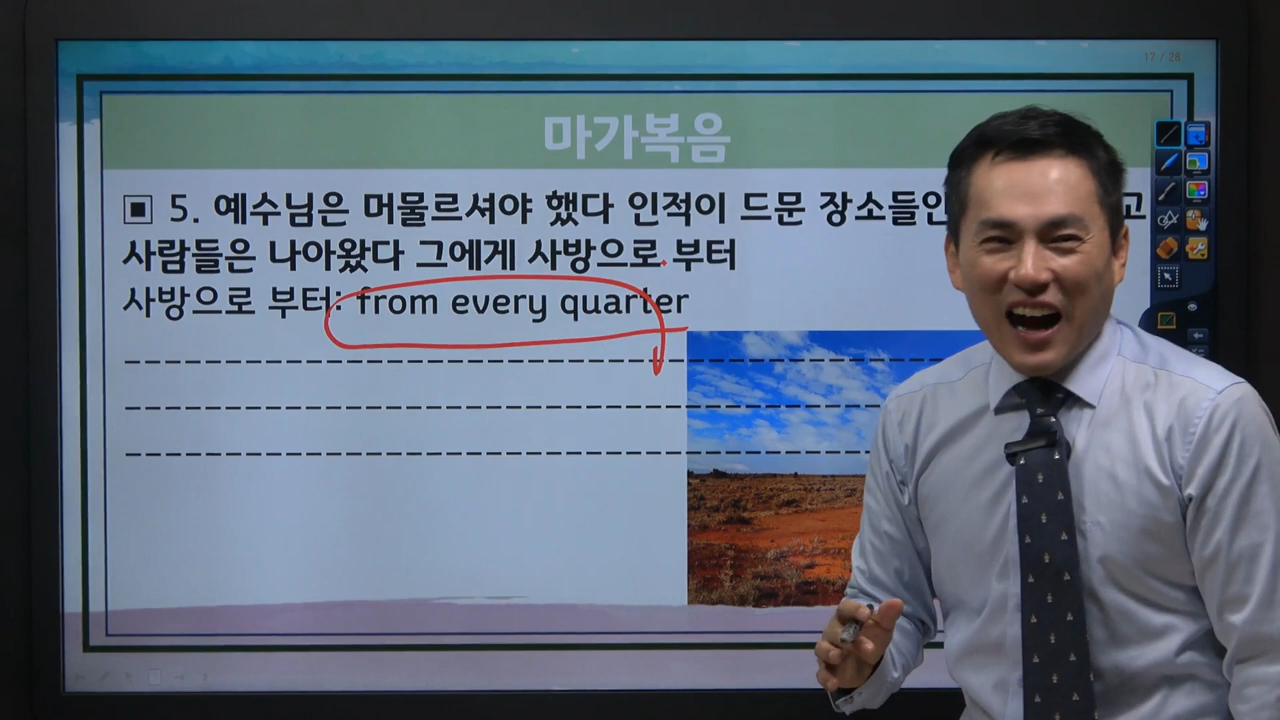 17 / 28
마가복음
▣ 5. 예수님은 머물르셔야 했다 인적이 드문 장소들안 고
사람들은 나아왔다 그에게 사방으로 부터
사방으로 부터: from every quarter